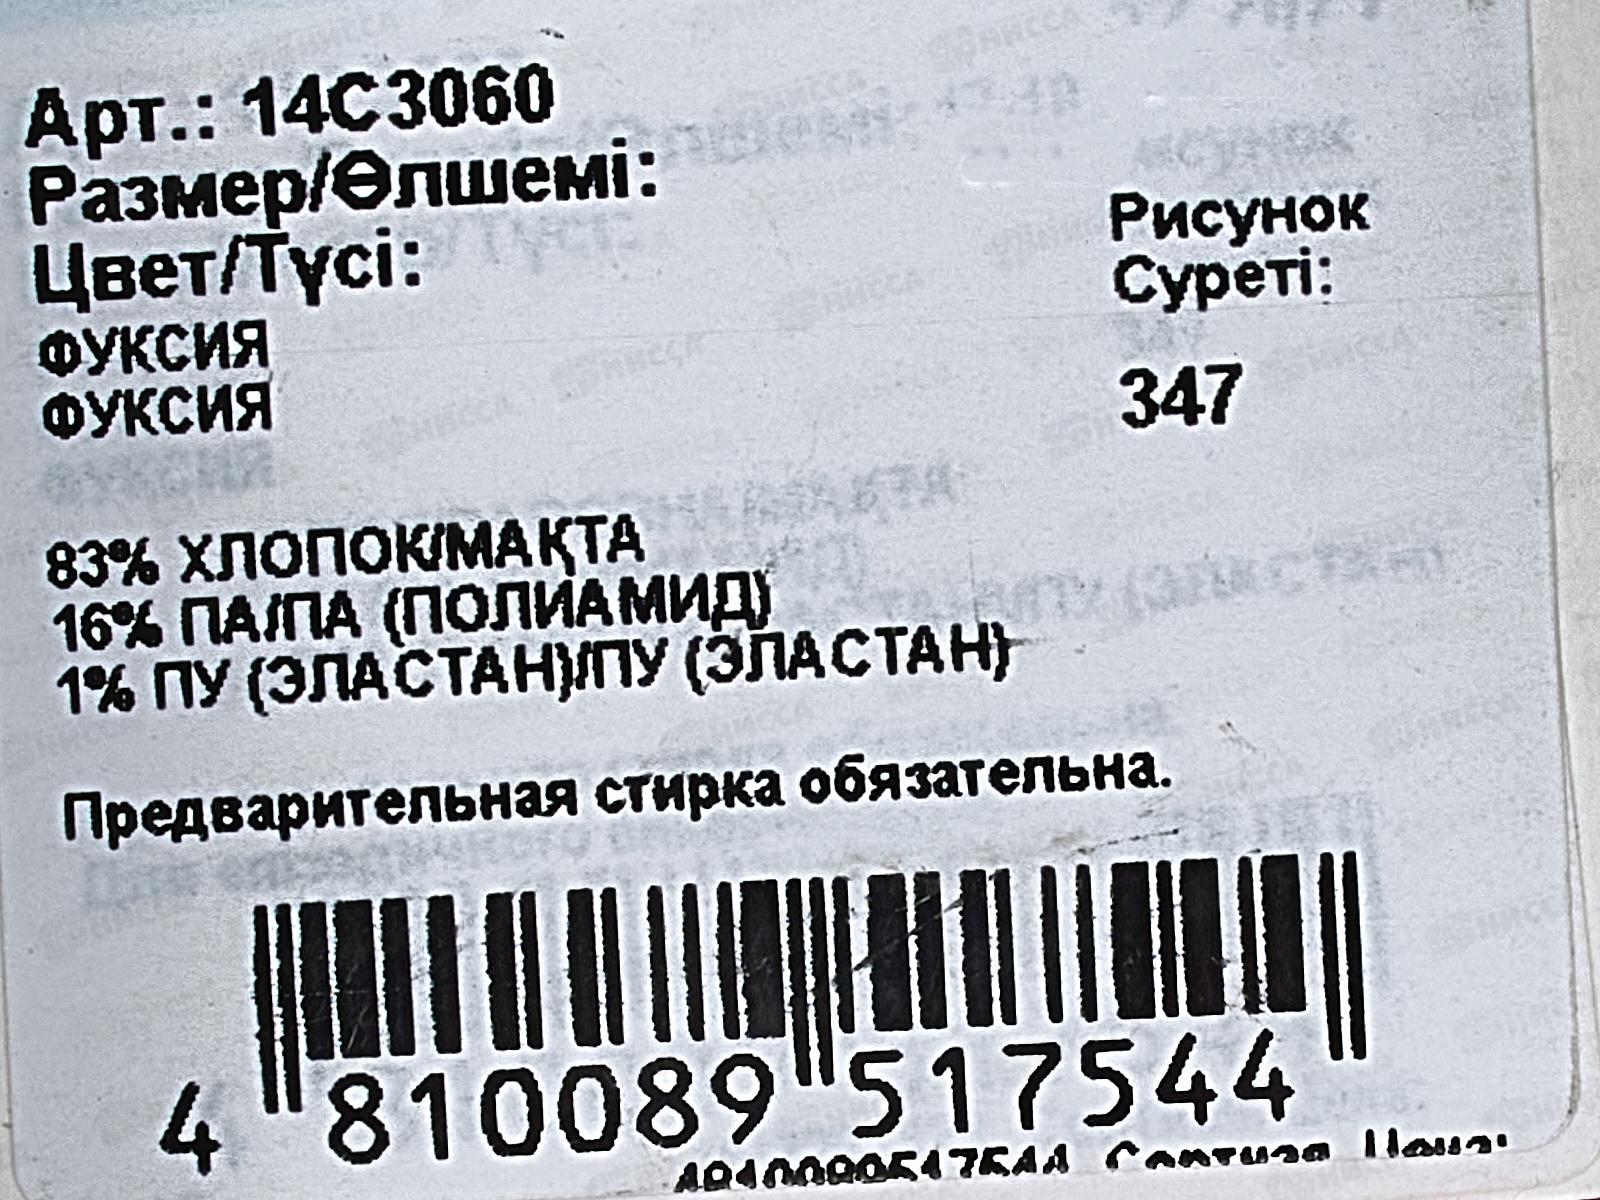 Арт.: 14С3060
Размер/Өлшемі:
Цвет/Түсі:
Рисунок
Суреті:
ФУКСИЯ
ФУКСИЯ
347
83% ХЛОПОК/МАҚТА
16% ПА/ПА (ПОЛИАМИД)
1% ПУ (ЭЛАСТАН)/ПУ (ЭЛАСТАН)
Предварительная стирка обязательна.
4 810089 517544
4810089517544